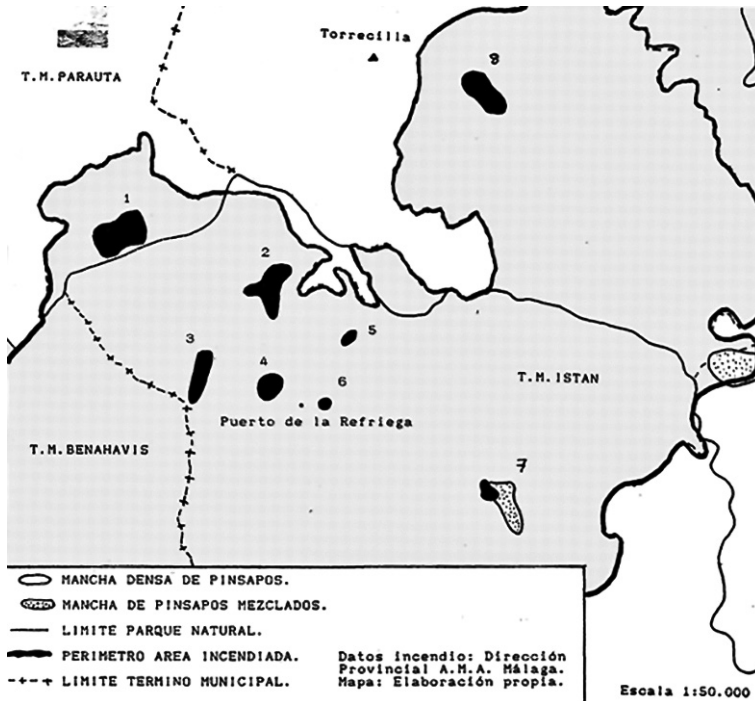 Torrecilla
8
T.M.PARAUTA
1
2
3
4
5
6
T.M.ISTAN
Puerto de la Refriega
T.M.BENAHAVIS
7
MANCHA DENSA DE PINSAPOS.
MANCHA DE PINSAPOS MEZCLADOS.
LIMITE PARQUE NATURAL.
PERIMETRO AREA INCENDIADA.
LIMITE TERMINO MUNICIPAL.
Datos incendio: Dirección
Provincial A.M.A. Málaga.
Mapa: Elaboración propia.
Escala 1:50.000